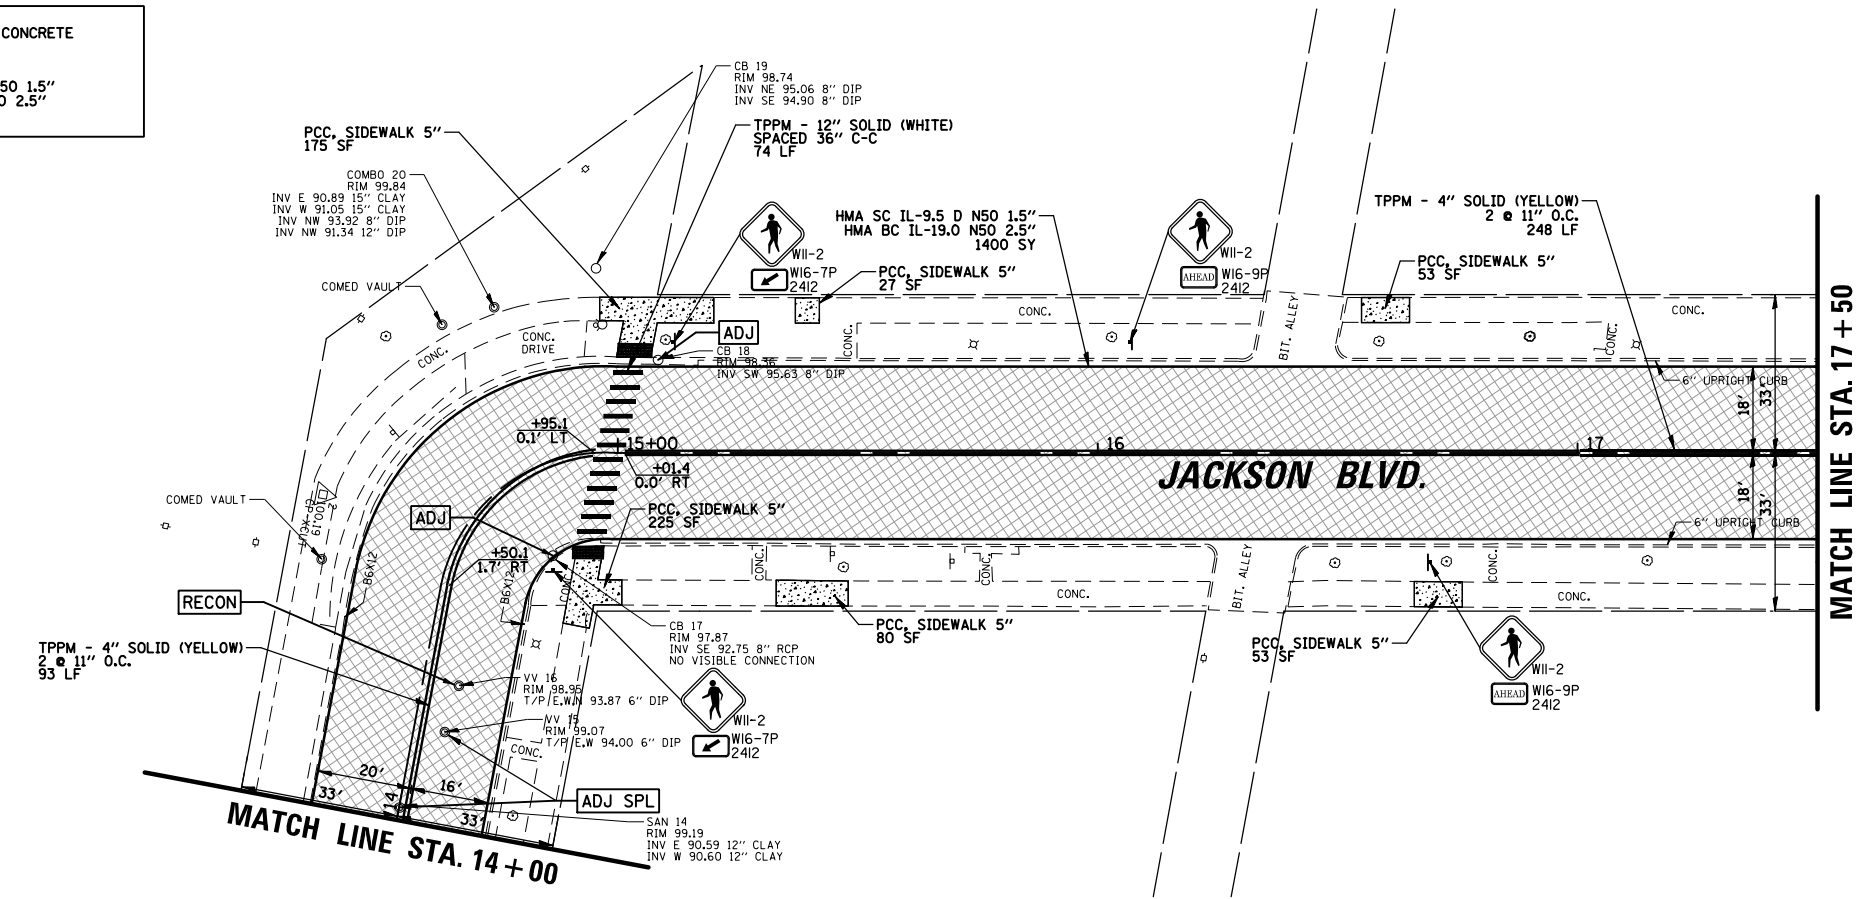 CONCRETE
50 1.5"
0 2.5"
CB 19
RIM 98.74
INV NE 95.06 8" DIP
INV SE 94.90 8" DIP
PCC, SIDEWALK 5"
175 SF
TPPM - 12" SOLID (WHITE)
SPACED 36" C-C
74 LF
COMBO 20
RIM 99.84
INV E 90.89 15" CLAY
INV W 91.05 15" CLAY
INV NW 93.92 8" DIP
INV NW 91.34 12" DIP
W11-2
W16-7P
2412
HMA SC IL-9.5 D N50 1.5"
HMA BC IL-19.0 N50 2.5"
1400 SY
W11-2
AHEAD
W16-9P
2412
TPPM - 4" SOLID (YELLOW)
2 @ 11" O.C.
248 LF
PCC, SIDEWALK 5"
27 SF
PCC, SIDEWALK 5"
53 SF
COMED VAULT
CONC.
CONC.
DRIVE
ADJ
CB 18
RIM 98.36
INV SW 95.63 8" DIP
CONC.
CONC.
BIT. ALLEY
CONC.
CONC.
6" UPRIGHT CURB
18'
33'
MATCH LINE STA. 17+50
+95.1
0.1' LT
15+00
16
17
+01.4
0.0' RT
JACKSON BLVD.
COMED VAULT
100.19
B6X12
ADJ
+50.1
1.7' RT
B6X12
CONC.
PCC, SIDEWALK 5"
225 SF
CONC.
CONC.
CONC.
BIT. ALLEY
CONC.
CONC.
6" UPRIGHT CURB
18'
33'
RECON
TPPM - 4" SOLID (YELLOW)
2 @ 11" O.C.
93 LF
CB 17
RIM 97.87
INV SE 92.75 8" RCP
NO VISIBLE CONNECTION
PCC, SIDEWALK 5"
80 SF
PCC, SIDEWALK 5"
53 SF
W11-2
AHEAD
W16-9P
2412
VV 16
RIM 98.95
T/P E,W,N 93.87 6" DIP
VV 15
RIM 99.07
T/P E,W 94.00 6" DIP
W11-2
W16-7P
2412
CONC.
20'
16'
33'
14
33'
ADJ SPL
SAN 14
RIM 99.19
INV E 90.59 12" CLAY
INV W 90.60 12" CLAY
MATCH LINE STA. 14+00